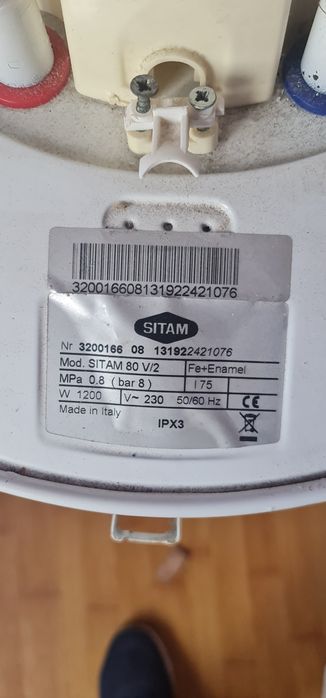 320016608131922421076
SITAM
Nr 3200166 08 131922421076
Mod. SITAM 80 V/2 Fe+Enamel
MPa 0.8 ( bar 8 ) l 75
W 1200 V~ 230 50/60 Hz CE
Made in Italy IPX3